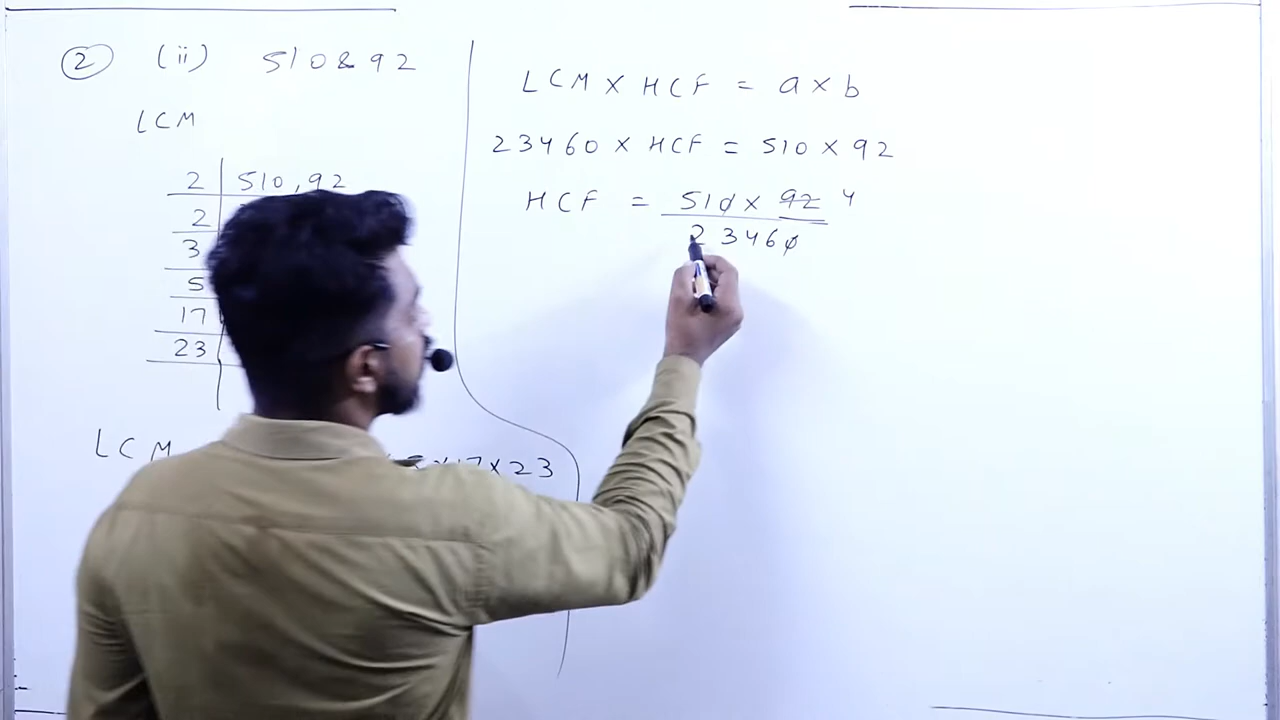 2 (ii) 510 & 92
LCM
2 510, 92
2
3
5
17
23
LCM × 17 × 23
LCM × HCF = a × b
23460 × HCF = 510 × 92
HCF = 510 × 92 4
23460